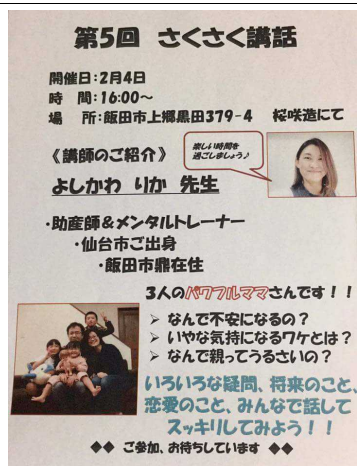 第5回 さくさく講話
開催日:2月4日
時 間:16:00~
場 所:飯田市上郷黒田379-4 桜咲造にて
《講師のご紹介》
楽しい時間を
過ごしましょう♪
よしかわ りか 先生
・助産師&メンタルトレーナー
・仙台市ご出身
・飯田市鼎在住
3人のパワフルママさんです!!
➢ なんで不安になるの?
➢ いやな気持になるワケとは?
➢ なんで親ってうるさいの?
いろいろな疑問、将来のこと、
恋愛のこと、みんなで話して
スッキリしてみよう!!
◆◆ ご参加、お待ちしています ◆◆